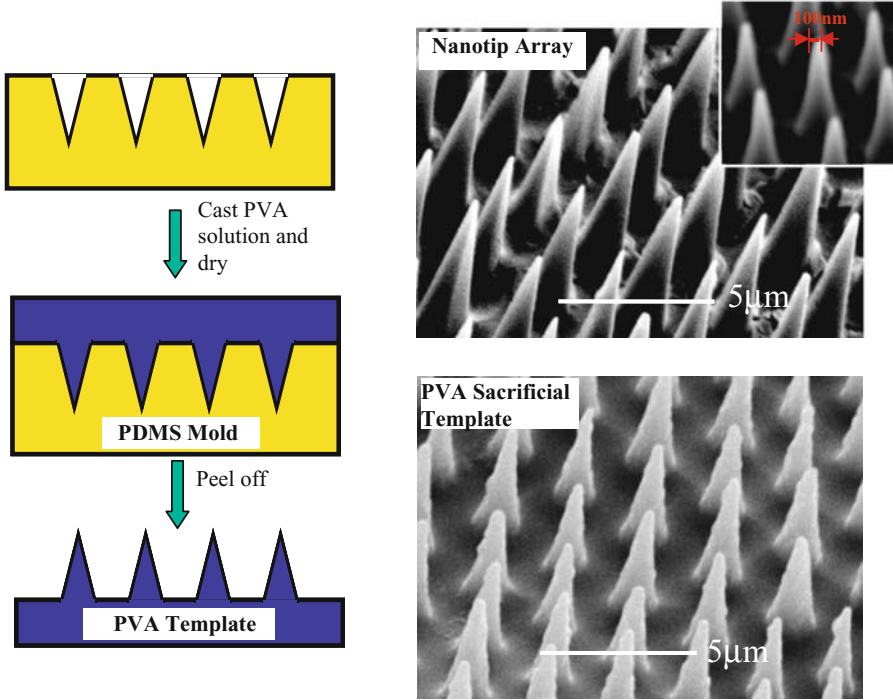 Cast PVA
solution and
dry
PDMS Mold
Peel off
PVA Template
Nanotip Array
100nm
5μm
PVA Sacrificial
Template
5μm